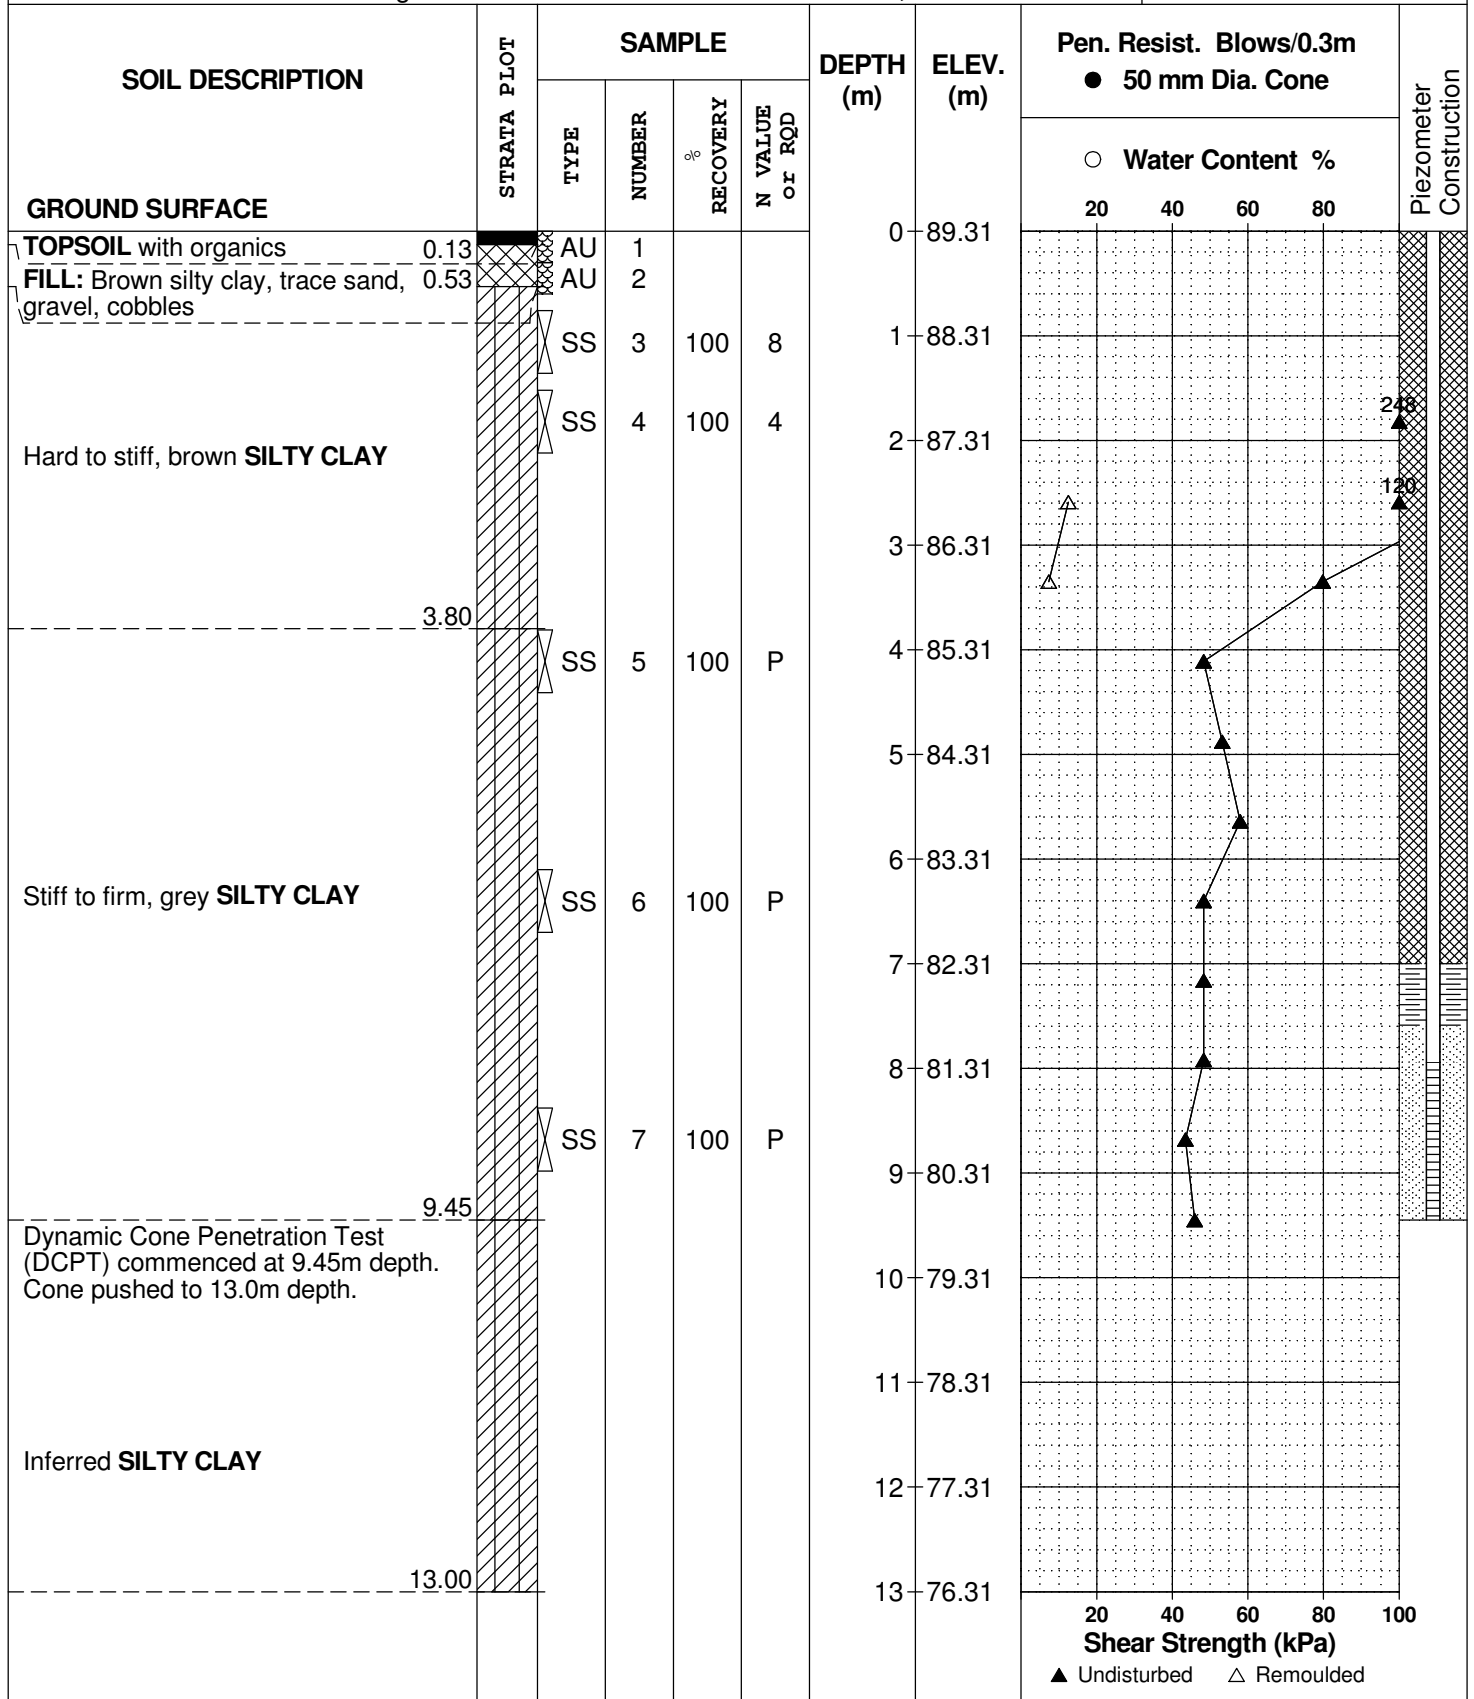 SOIL DESCRIPTION
GROUND SURFACE
STRATA PLOT
SAMPLE
TYPE
NUMBER
% RECOVERY
N VALUE or RQD
DEPTH (m)
ELEV. (m)
Pen. Resist. Blows/0.3m
● 50 mm Dia. Cone
○ Water Content %
20 40 60 80
Piezometer Construction
0 89.31
TOPSOIL with organics 0.13
AU 1
FILL: Brown silty clay, trace sand, 0.53
gravel, cobbles
AU 2
SS 3 100 8
1 88.31
248
SS 4 100 4
2 87.31
Hard to stiff, brown SILTY CLAY
120
3 86.31
3.80
4 85.31
SS 5 100 P
5 84.31
6 83.31
Stiff to firm, grey SILTY CLAY
SS 6 100 P
7 82.31
8 81.31
SS 7 100 P
9 80.31
9.45
Dynamic Cone Penetration Test
(DCPT) commenced at 9.45m depth.
Cone pushed to 13.0m depth.
10 79.31
11 78.31
Inferred SILTY CLAY
12 77.31
13.00
13 76.31
20 40 60 80 100
Shear Strength (kPa)
▲ Undisturbed △ Remoulded